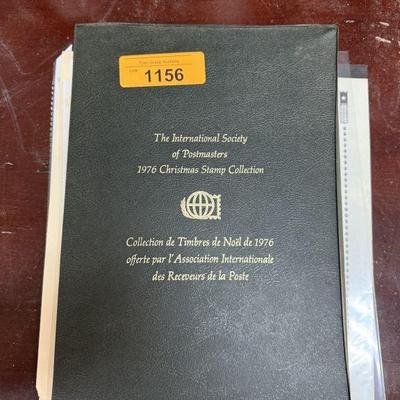 1156
The International Society
of Postmasters
1976 Christmas Stamp Collection
Collection de Timbres de Noël de 1976
offerte par l'Association Internationale
des Receveurs de la Poste